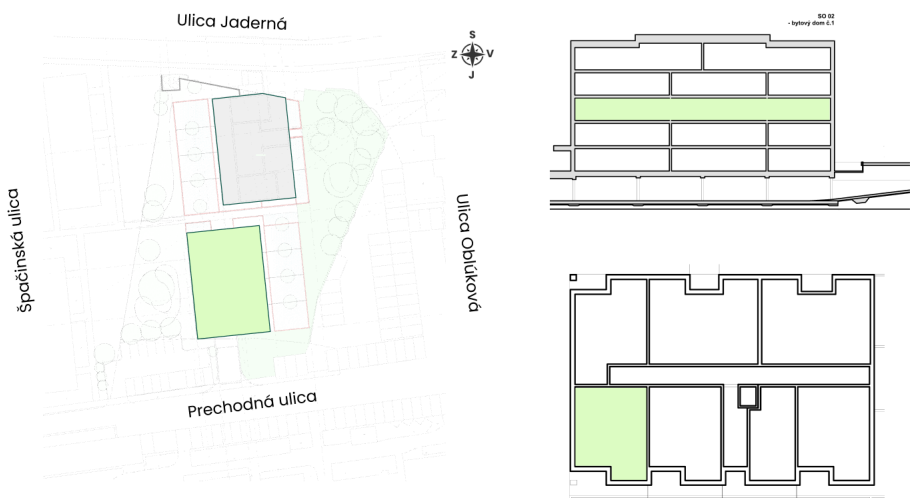 Ulica Jaderná
S
Z
V
J
Špačinská ulica
Ulica Oblúková
Prechodná ulica
SO 02
- bytový dom č.1